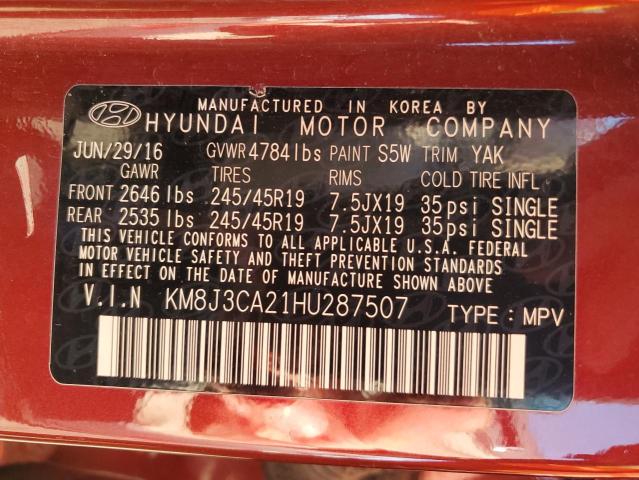 MANUFACTURED IN KOREA BY
HYUNDAI MOTOR COMPANY
JUN/29/16 GVWR 4784 lbs PAINT S5W TRIM YAK
GAWR TIRES RIMS COLD TIRE INFL
FRONT 2646 lbs 245/45R19 7.5JX19 35psi SINGLE
REAR 2535 lbs 245/45R19 7.5JX19 35psi SINGLE
THIS VEHICLE CONFORMS TO ALL APPLICABLE U.S.A. FEDERAL
MOTOR VEHICLE SAFETY AND THEFT PREVENTION STANDARDS
IN EFFECT ON THE DATE OF MANUFACTURE SHOWN ABOVE.
V.I.N KM8J3CA21HU287507 TYPE : MPV